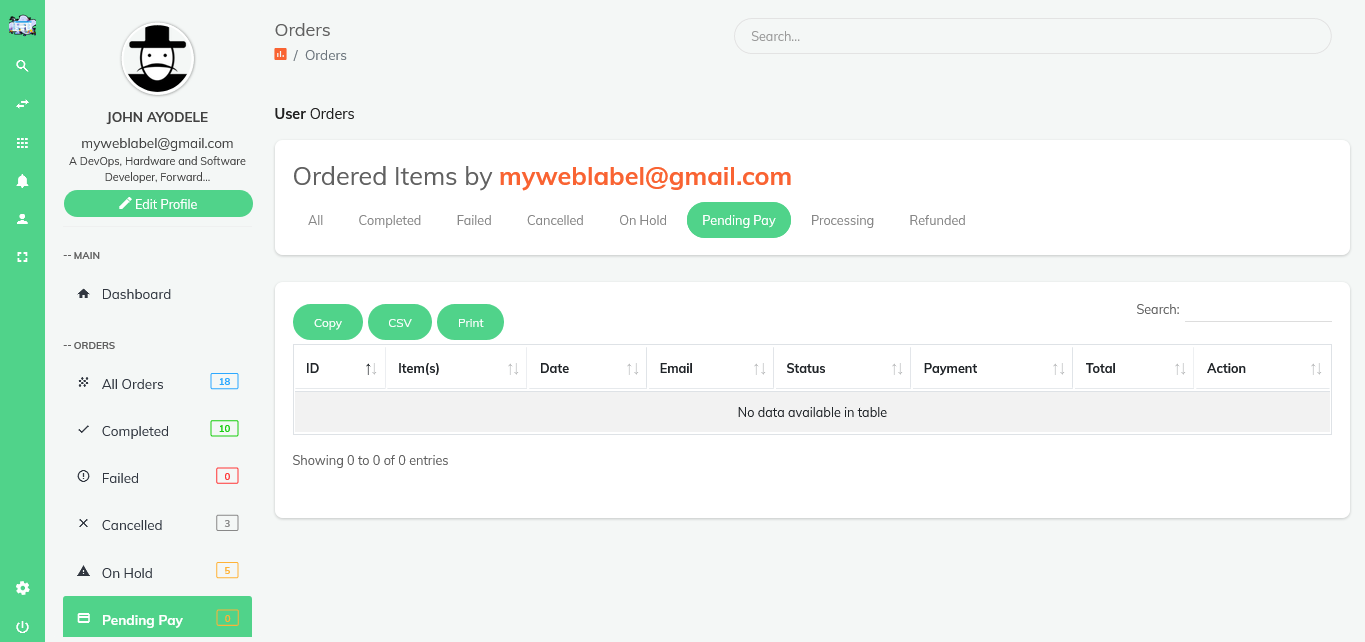 JOHN AYODELE
myweblabel@gmail.com
A DevOps, Hardware and Software
Developer, Forward...
Edit Profile
-- MAIN
Dashboard
-- ORDERS
All Orders 18
Completed 10
Failed 0
Cancelled 3
On Hold 5
Pending Pay 0
Orders
/ Orders
Search...
User Orders
Ordered Items by myweblabel@gmail.com
All Completed Failed Cancelled On Hold Pending Pay Processing Refunded
Copy CSV Print
Search:
ID Item(s) Date Email Status Payment Total Action
No data available in table
Showing 0 to 0 of 0 entries